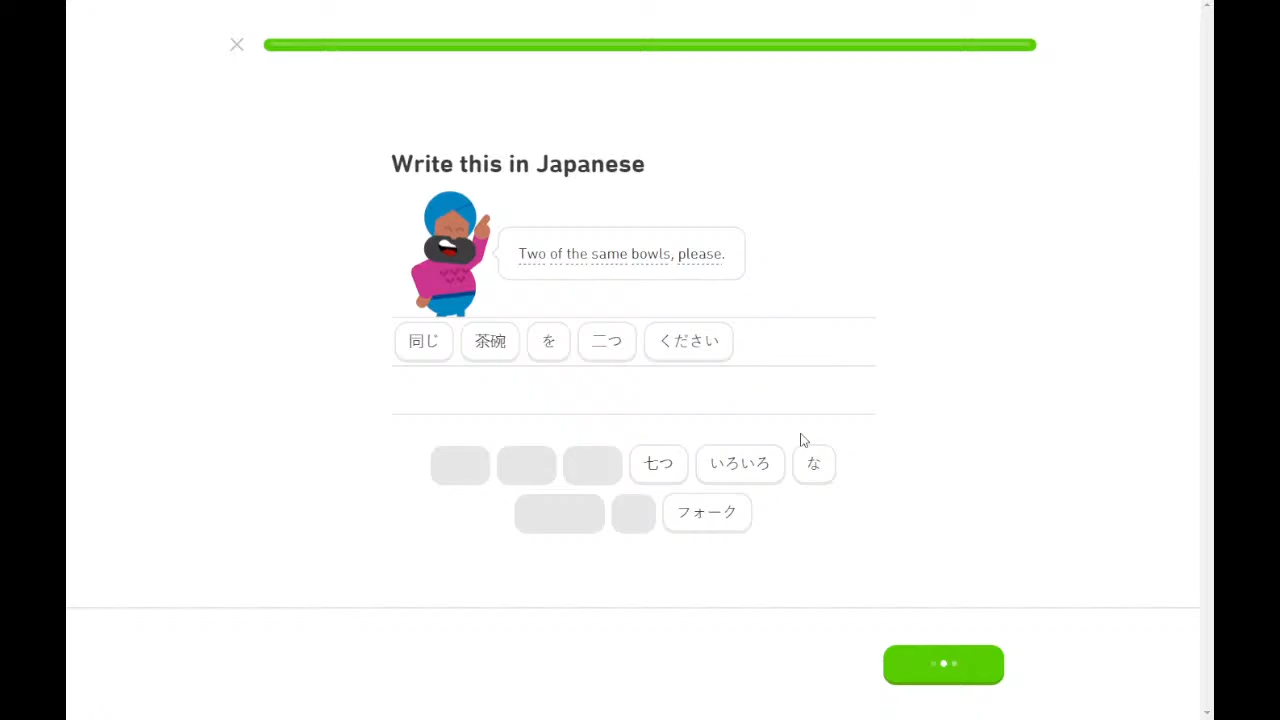 Write this in Japanese
Two of the same bowls, please.
同じ 茶碗 を 二つ ください
七つ いろいろ な
フォーク